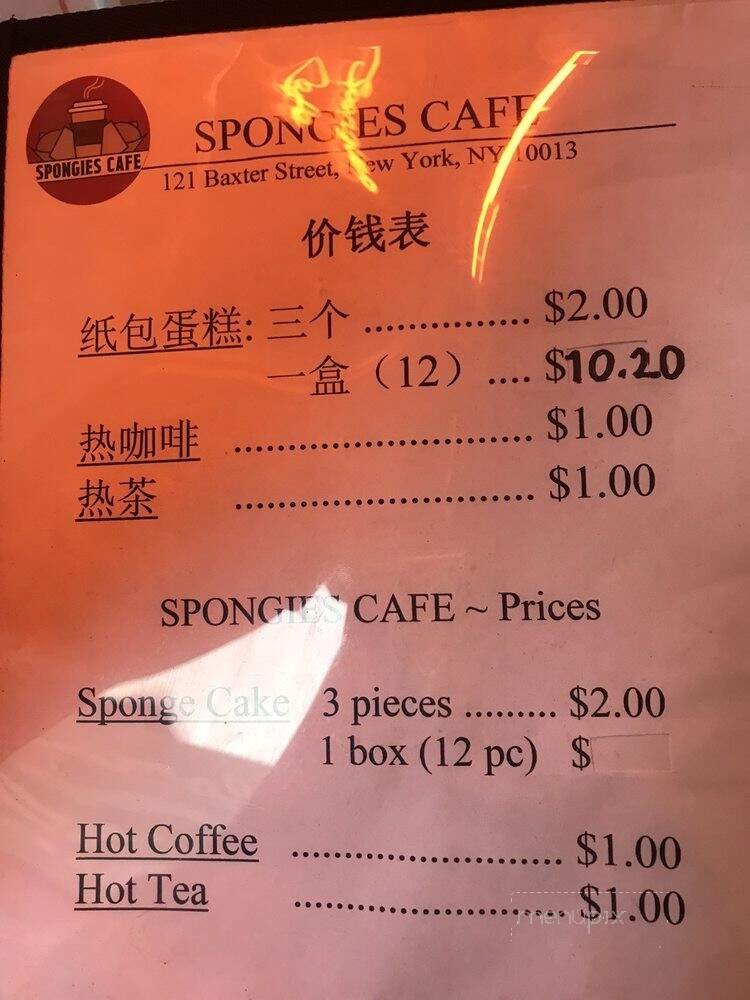 SPONGIES CAFE
SPONGIES CAFE
121 Baxter Street, New York, NY 10013
价钱表
纸包蛋糕: 三个 ............... $2.00
一盒（12） .... $10.20
热咖啡 ............................ $1.00
热茶 ............................ $1.00
SPONGIES CAFE ~ Prices
Sponge Cake 3 pieces ......... $2.00
1 box (12 pc) $
Hot Coffee ......................... $1.00
Hot Tea ......................... $1.00
menupix